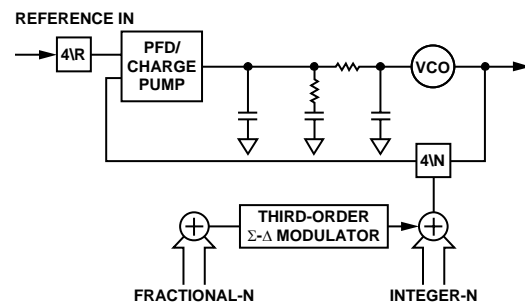 REFERENCE IN
4\R
PFD/
CHARGE
PUMP
VCO
4\N
THIRD-ORDER
Σ-Δ MODULATOR
+
+
FRACTIONAL-N
INTEGER-N